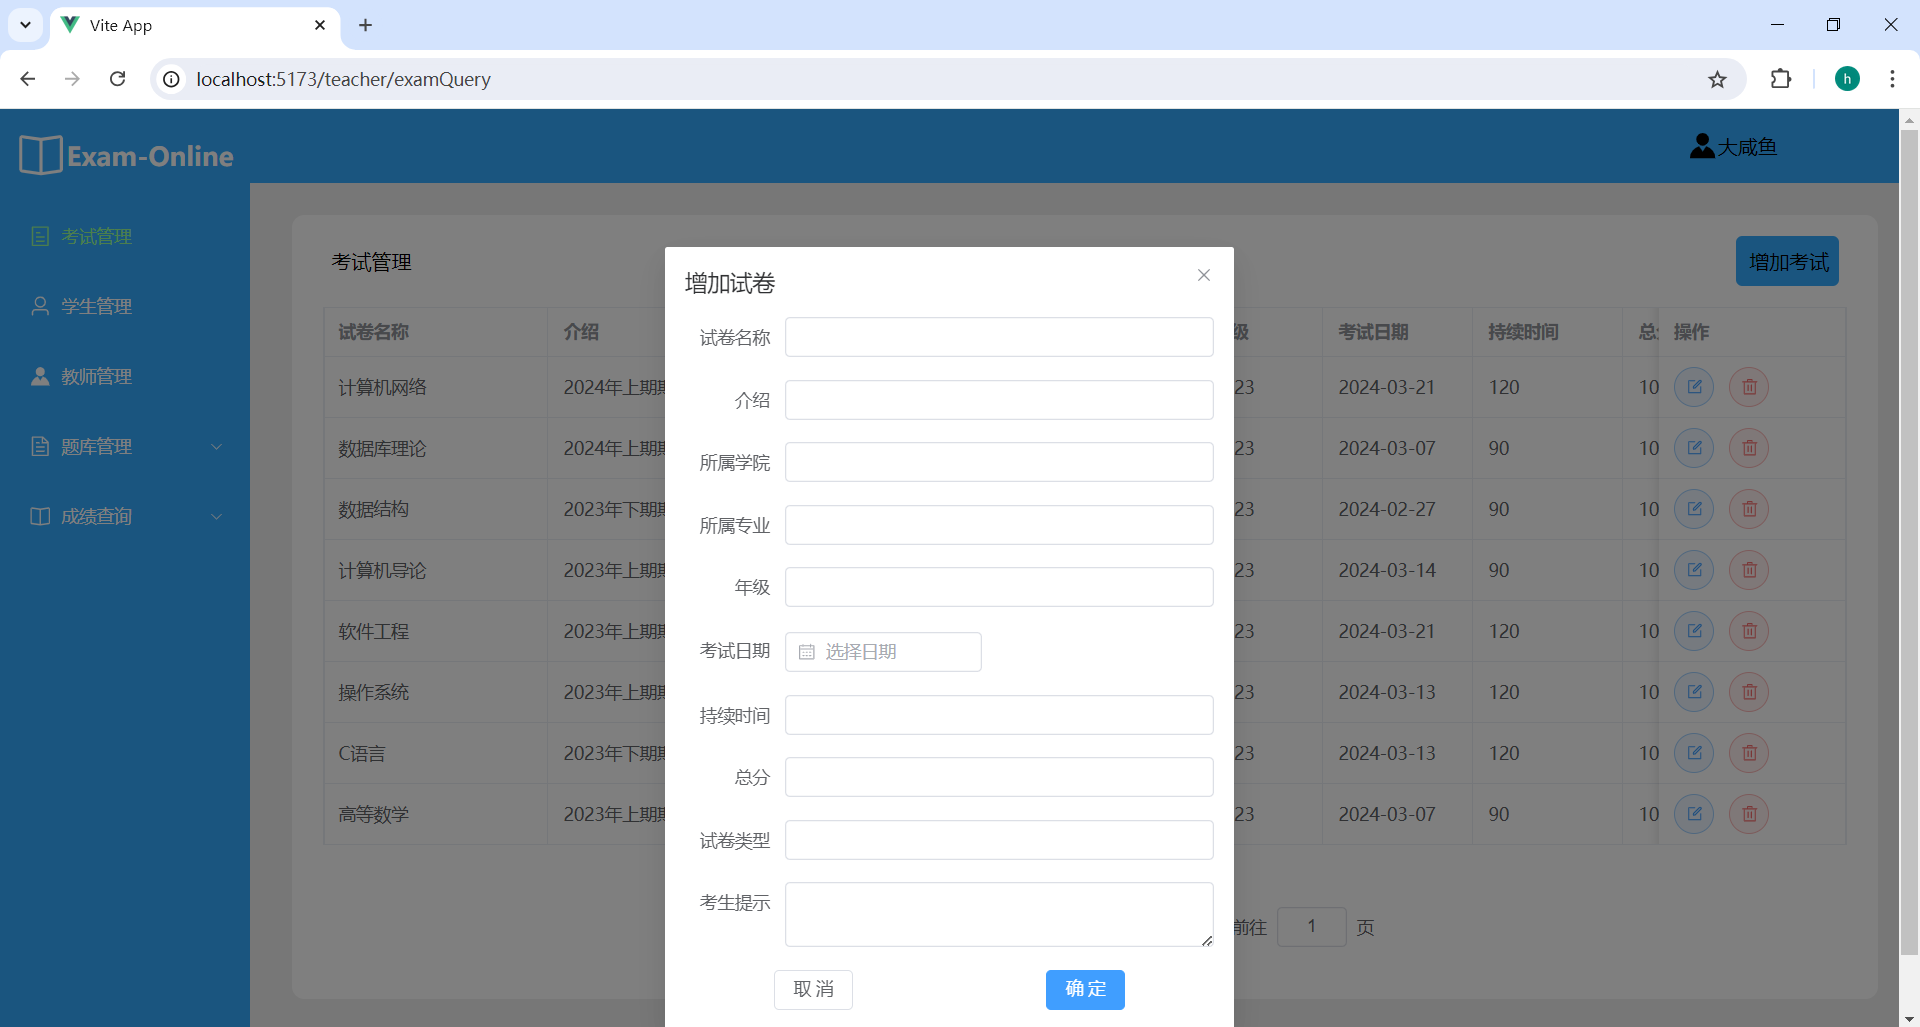 Vite App
localhost:5173/teacher/examQuery
h
Exam-Online
大咸鱼
考试管理
学生管理
教师管理
题库管理
成绩查询
考试管理
增加考试
试卷名称 介绍 级 考试日期 持续时间 总 操作
计算机网络 2024年上期 23 2024-03-21 120 10
数据库理论 2024年上期 23 2024-03-07 90 10
数据结构 2023年下期 23 2024-02-27 90 10
计算机导论 2023年上期 23 2024-03-14 90 10
软件工程 2023年上期 23 2024-03-21 120 10
操作系统 2023年上期 23 2024-03-13 120 10
C语言 2023年下期 23 2024-03-13 120 10
高等数学 2023年上期 23 2024-03-07 90 10
前往 1 页
增加试卷
试卷名称
介绍
所属学院
所属专业
年级
考试日期 选择日期
持续时间
总分
试卷类型
考生提示
取消 确定